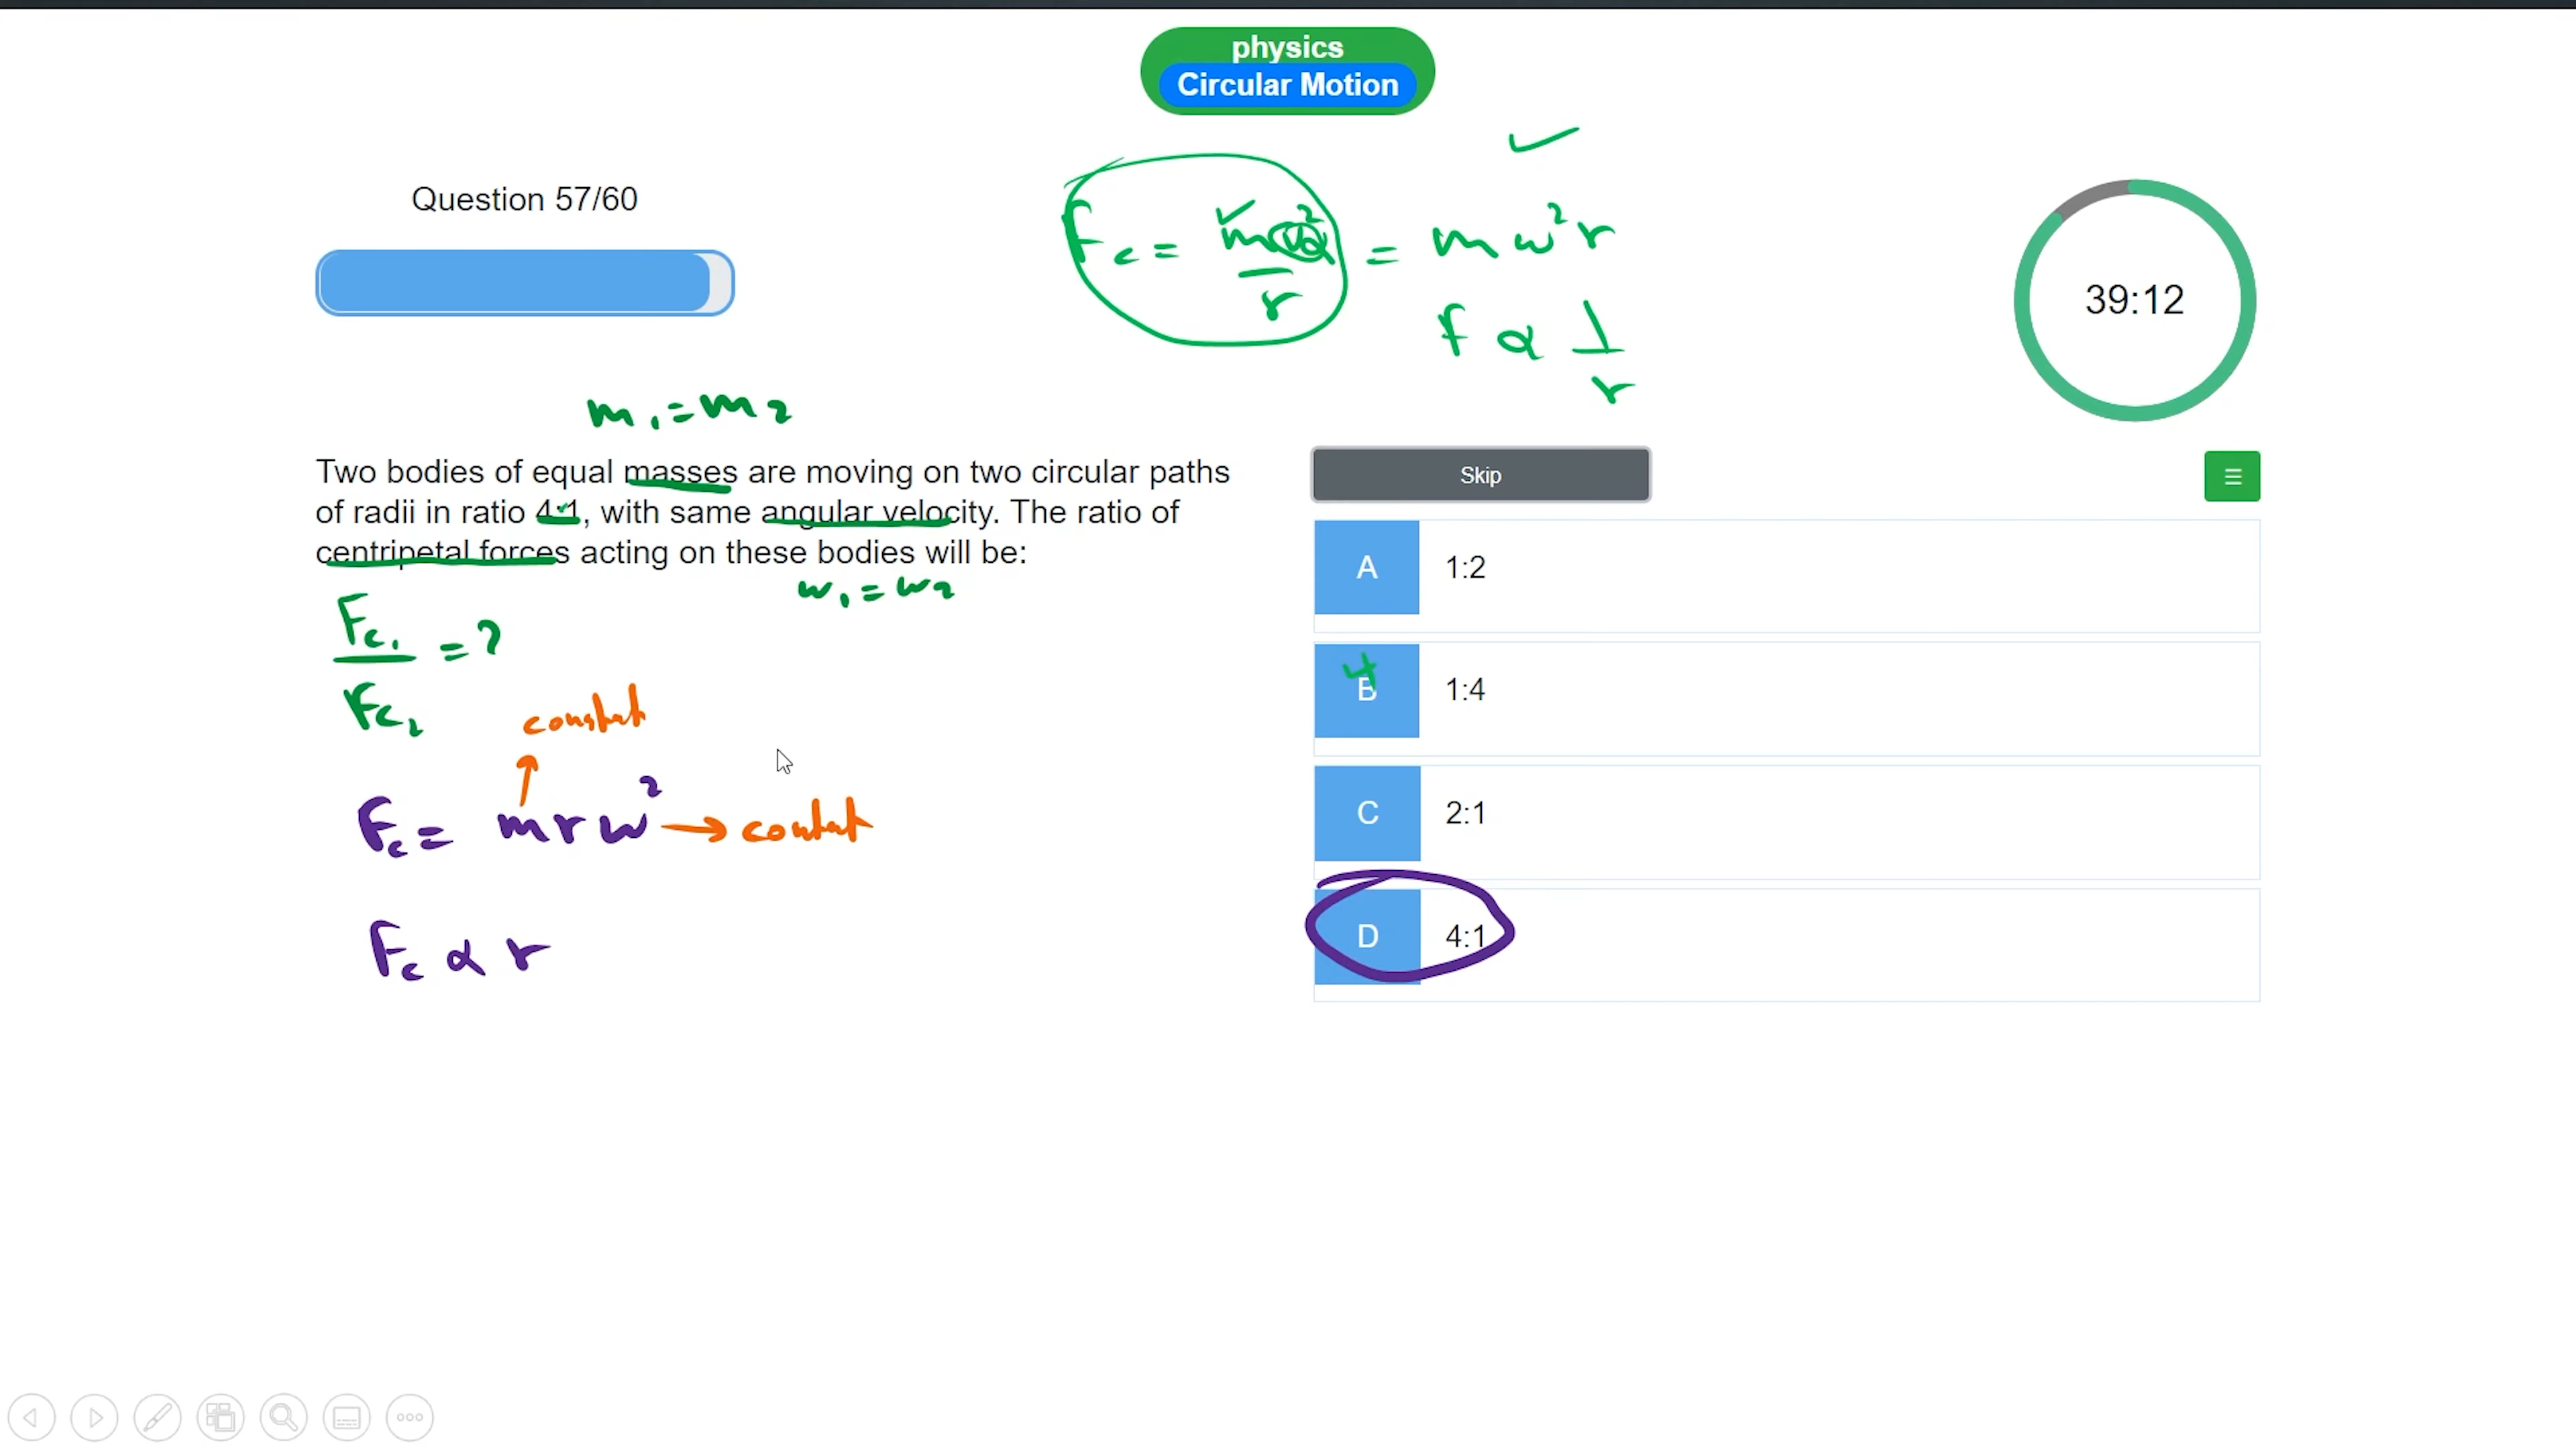 physics
Circular Motion
Question 57/60
Fc = mv²/r = mω²r
F ∝ 1/r
39:12
m₁ = m₂
Two bodies of equal masses are moving on two circular paths
of radii in ratio 4:1, with same angular velocity. The ratio of
centripetal forces acting on these bodies will be:
ω₁ = ω₂
Fc₁/Fc₂ = ?
constat
Fc = mrω² → contat
Fc ∝ r
Skip
A 1:2
4
B 1:4
C 2:1
D 4:1